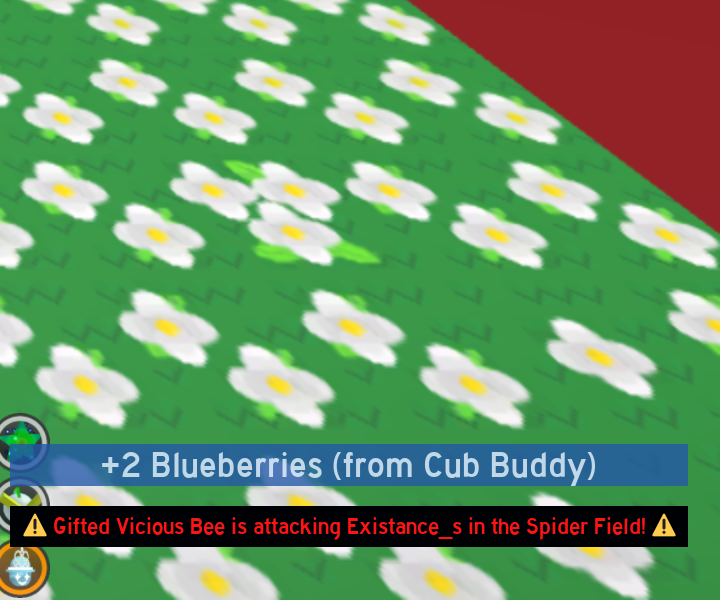 +2 Blueberries (from Cub Buddy)
⚠️ Gifted Vicious Bee is attacking Existance_s in the Spider Field! ⚠️